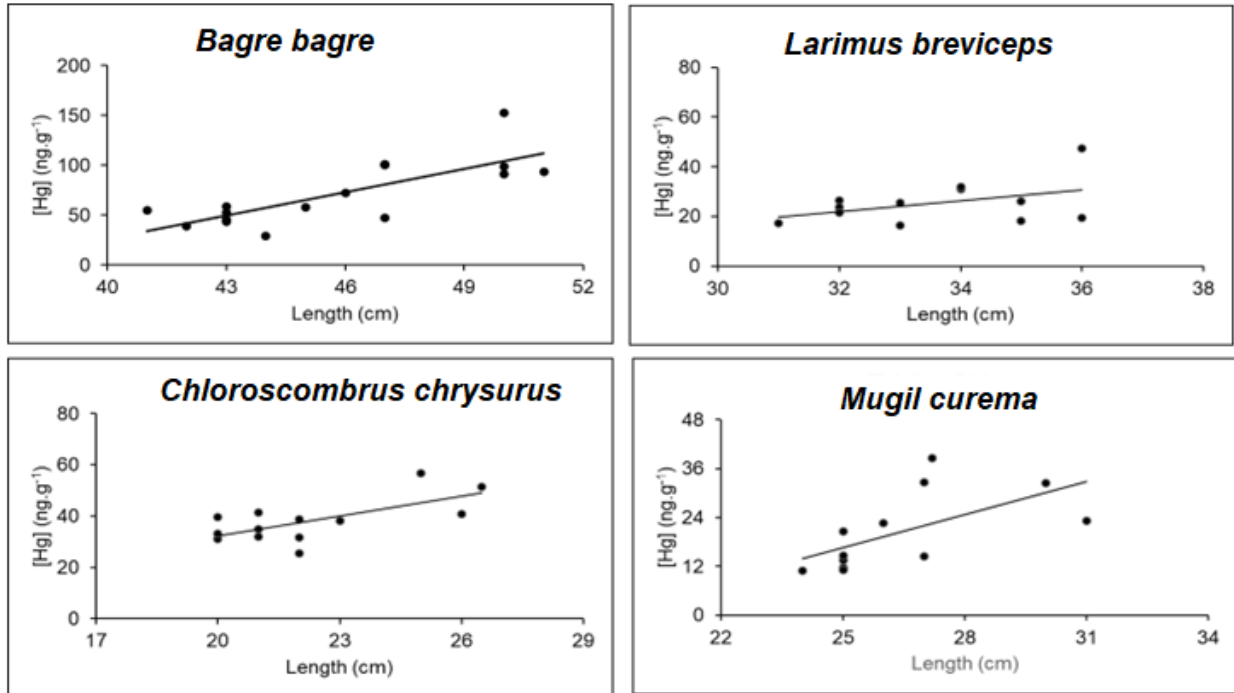 Bagre bagre
200
150
100
50
0
[Hg] (ng.g⁻¹)
40 43 46 49 52
Length (cm)
Larimus breviceps
80
60
40
20
0
[Hg] (ng.g⁻¹)
30 32 34 36 38
Length (cm)
Chloroscombrus chrysurus
80
60
40
20
0
[Hg] (ng.g⁻¹)
17 20 23 26 29
Length (cm)
Mugil curema
48
36
24
12
0
[Hg] (ng.g⁻¹)
22 25 28 31 34
Length (cm)